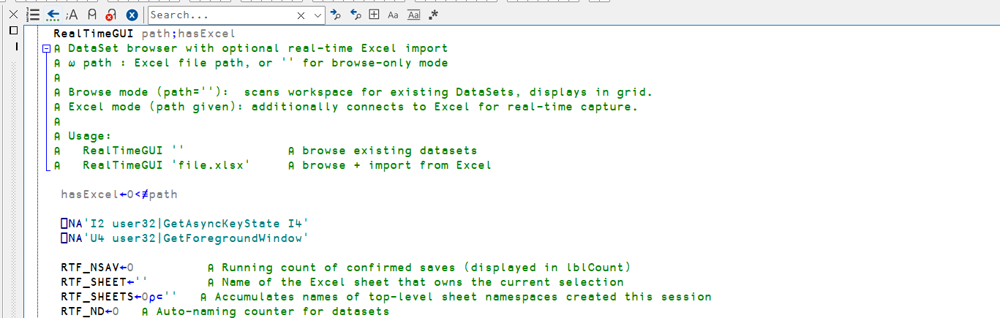 Search...
RealTimeGUI path;hasExcel
⍝ DataSet browser with optional real-time Excel import
⍝ ⍵ path : Excel file path, or '' for browse-only mode
⍝
⍝ Browse mode (path=''):  scans workspace for existing DataSets, displays in grid.
⍝ Excel mode (path given): additionally connects to Excel for real-time capture.
⍝
⍝ Usage:
⍝   RealTimeGUI ''              ⍝ browse existing datasets
⍝   RealTimeGUI 'file.xlsx'     ⍝ browse + import from Excel
hasExcel←0<≢path
⎕NA'I2 user32|GetAsyncKeyState I4'
⎕NA'U4 user32|GetForegroundWindow'
RTF_NSAV←0          ⍝ Running count of confirmed saves (displayed in lblCount)
RTF_SHEET←''        ⍝ Name of the Excel sheet that owns the current selection
RTF_SHEETS←0⍴⊂''   ⍝ Accumulates names of top-level sheet namespaces created this session
RTF_ND←0   ⍝ Auto-naming counter for datasets